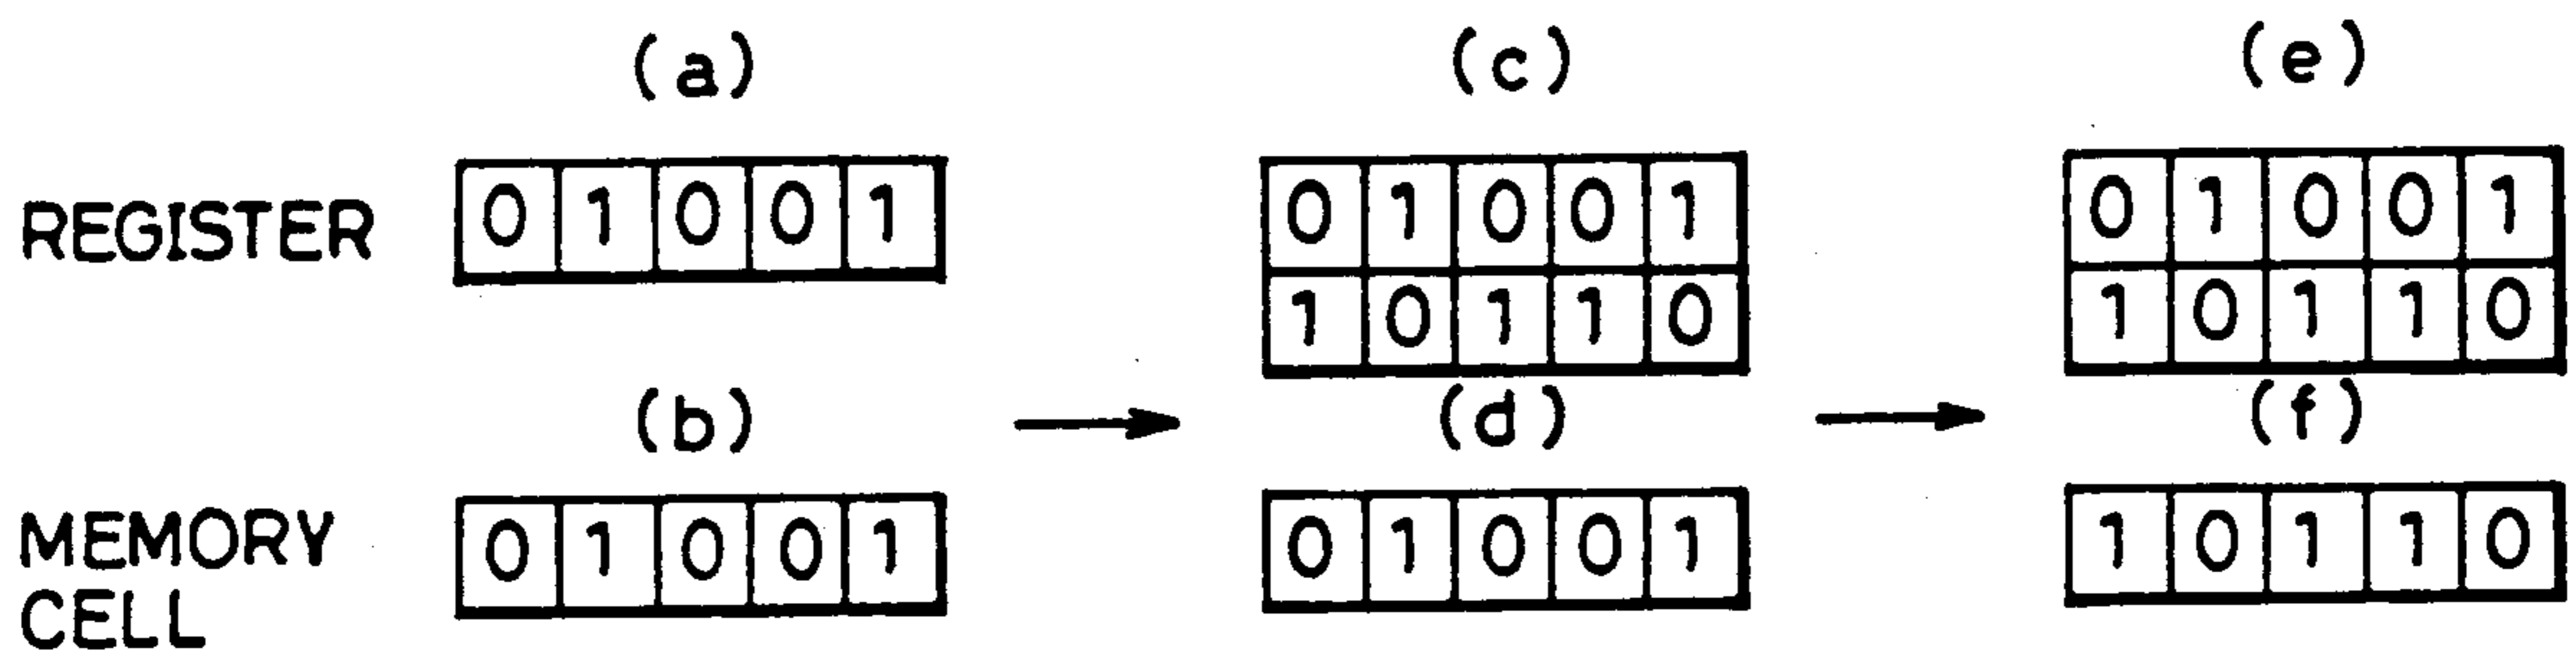 (a) (c) (e)
REGISTER 0 1 0 0 1 0 1 0 0 1 0 1 0 0 1
1 0 1 1 0 1 0 1 1 0
(b) (d) (f)
MEMORY 0 1 0 0 1 0 1 0 0 1 1 0 1 1 0
CELL